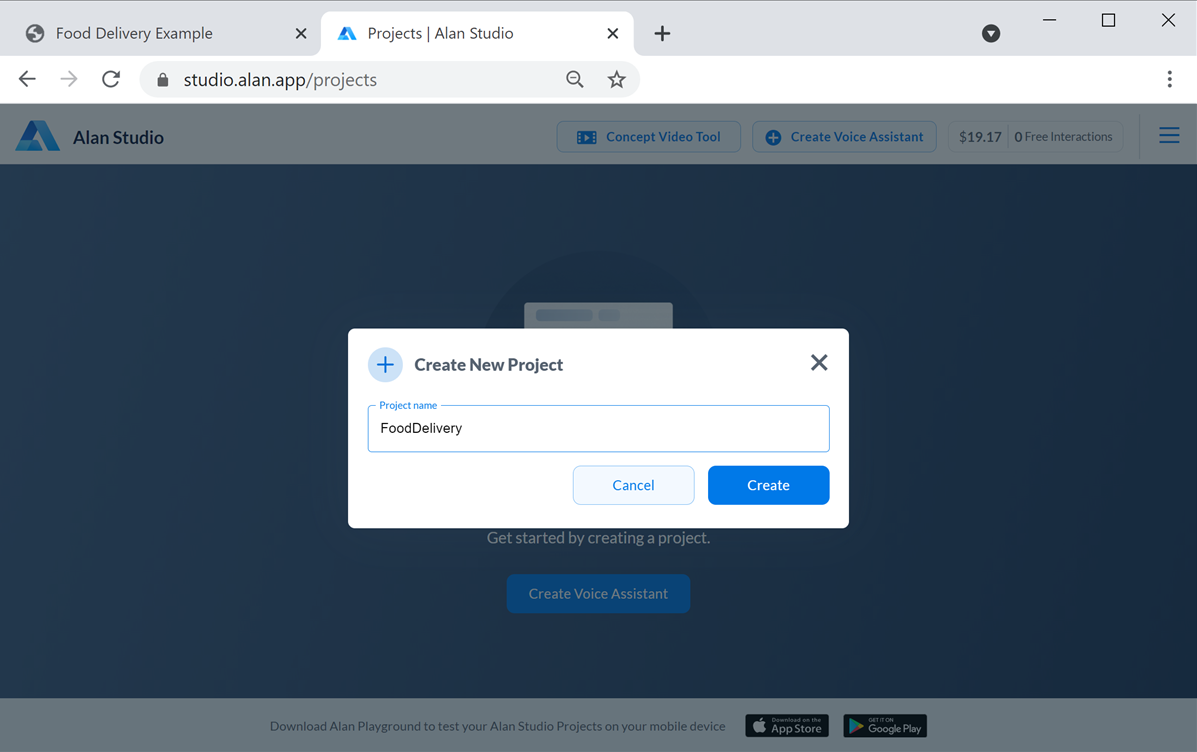 Food Delivery Example
Projects | Alan Studio
studio.alan.app/projects
Alan Studio
Concept Video Tool
Create Voice Assistant
$19.17
0 Free Interactions
Create New Project
Project name
FoodDelivery
Cancel
Create
Get started by creating a project.
Create Voice Assistant
Download Alan Playground to test your Alan Studio Projects on your mobile device
Download on the
App Store
GET IT ON
Google Play